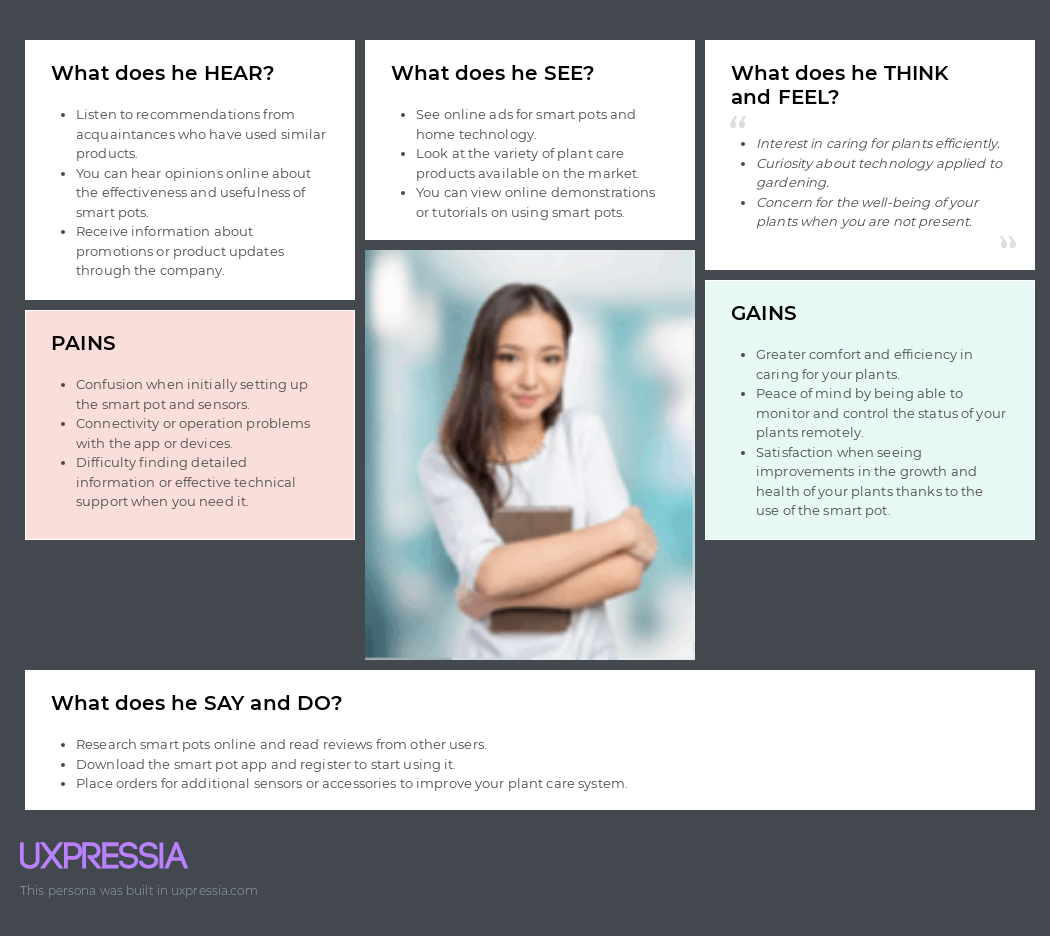 What does he HEAR?
• Listen to recommendations from
acquaintances who have used similar
products.
• You can hear opinions online about
the effectiveness and usefulness of
smart pots.
• Receive information about
promotions or product updates
through the company.
What does he SEE?
• See online ads for smart pots and
home technology.
• Look at the variety of plant care
products available on the market.
• You can view online demonstrations
or tutorials on using smart pots.
What does he THINK
and FEEL?
“
• Interest in caring for plants efficiently.
• Curiosity about technology applied to
gardening.
• Concern for the well-being of your
plants when you are not present.
”
PAINS
• Confusion when initially setting up
the smart pot and sensors.
• Connectivity or operation problems
with the app or devices.
• Difficulty finding detailed
information or effective technical
support when you need it.
GAINS
• Greater comfort and efficiency in
caring for your plants.
• Peace of mind by being able to
monitor and control the status of your
plants remotely.
• Satisfaction when seeing
improvements in the growth and
health of your plants thanks to the
use of the smart pot.
What does he SAY and DO?
• Research smart pots online and read reviews from other users.
• Download the smart pot app and register to start using it.
• Place orders for additional sensors or accessories to improve your plant care system.
UXPRESSIA
This persona was built in uxpressia.com